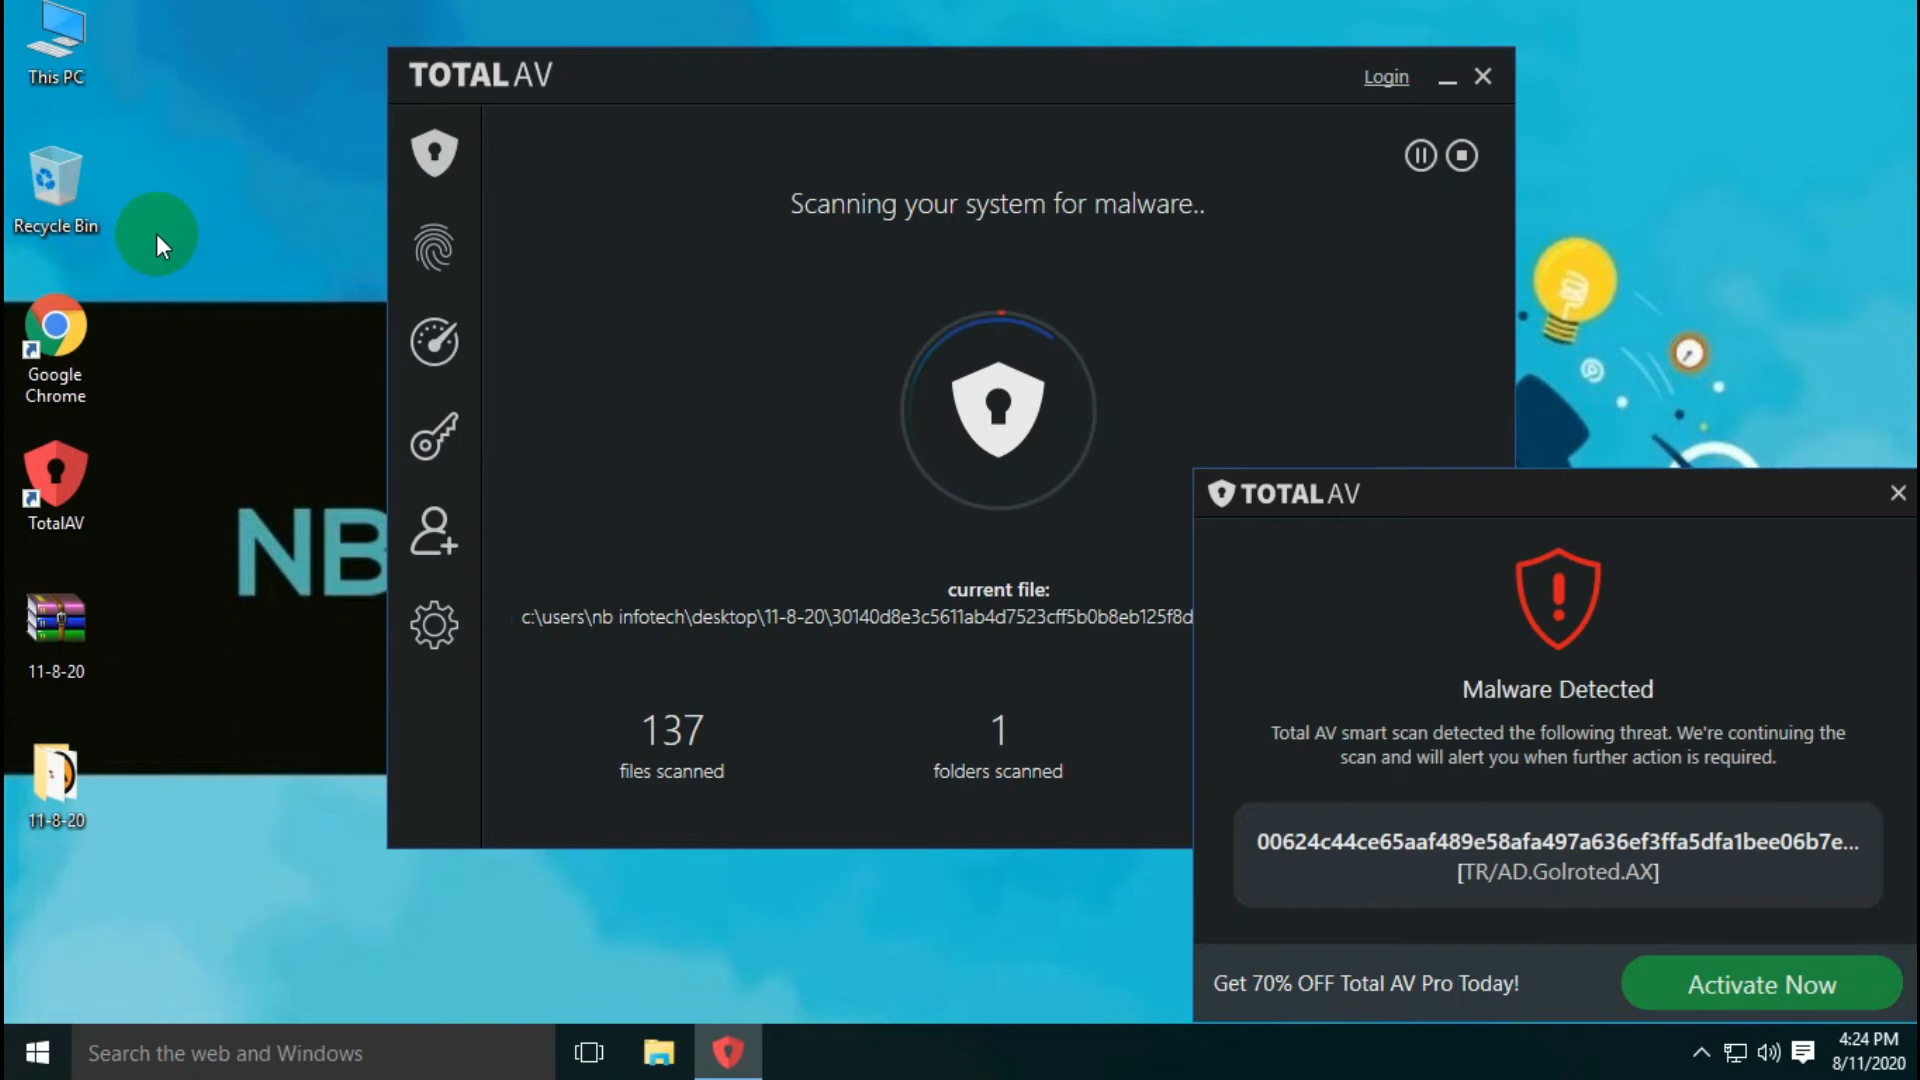 This PC
Recycle Bin
Google
Chrome
TotalAV
11-8-20
11-8-20
NB
TOTAL AV
Login
Scanning your system for malware..
current file:
c:\users\nb infotech\desktop\11-8-20\30140d8e3c5611ab4d7523cff5b0b8eb125f8d
137
files scanned
1
folders scanned
TOTAL AV
Malware Detected
Total AV smart scan detected the following threat. We're continuing the
scan and will alert you when further action is required.
00624c44ce65aaf489e58afa497a636ef3ffa5dfa1bee06b7e...
[TR/AD.Golroted.AX]
Get 70% OFF Total AV Pro Today!
Activate Now
Search the web and Windows
4:24 PM
8/11/2020